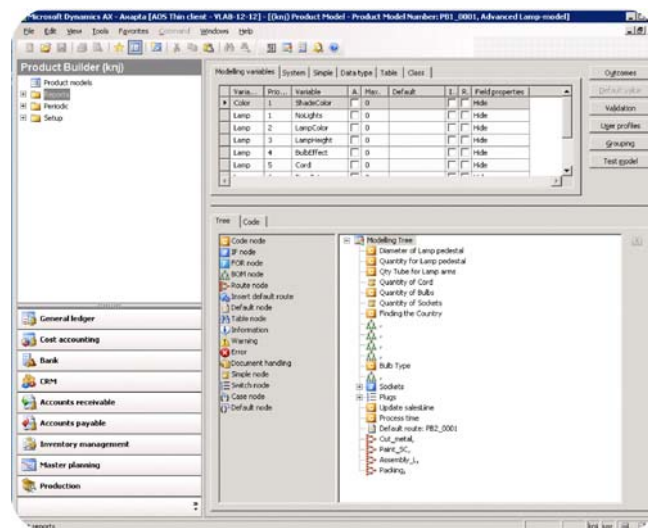 Microsoft Dynamics AX - Анарта [AOS Thin client - VLAB-12-12] - [(knj) Product Model - Product Model Number: PB1_0001, Advanced Lamp-model]
File Edit View Tools Favorites Command Windows Help
Product Builder (knj)
Product models
Reports
Periodic
Setup
General ledger
Cost accounting
Bank
CRM
Accounts receivable
Accounts payable
Inventory management
Master planning
Production
Modelling variables System Simple Data type Table Class
Varia... Prio... Variable A. Max. Default I. R. Field properties
Color 1 ShadeColor 0 Hide
Lamp 1 NoLights 0 Hide
Lamp 2 LampColor 0 Hide
Lamp 3 LampHeight 0 Hide
Lamp 4 BulbEffect 0 Hide
Lamp 5 Cord 0 Hide
Outcomes
Default value
Validation
User profiles
Grouping
Test model
Tree Code
Code node
IF node
FOR node
BOM node
Route node
Insert default route
Default node
Table node
Information
Warning
Error
Document handling
Simple node
Switch node
Case node
Default node
Modelling Tree
Diameter of Lamp pedestal
Quantity for Lamp pedestal
Qty Tube for Lamp arms
Quantity of Cord
Quantity of Bulbs
Quantity of Sockets
Finding the Country
,
,
,
,
Bulb Type
,
Sockets
Plugs
Update salesLine
Process time
Default route: PB2_0001
Cut_metal,
Paint_SC,
Assembly_L,
Packing,